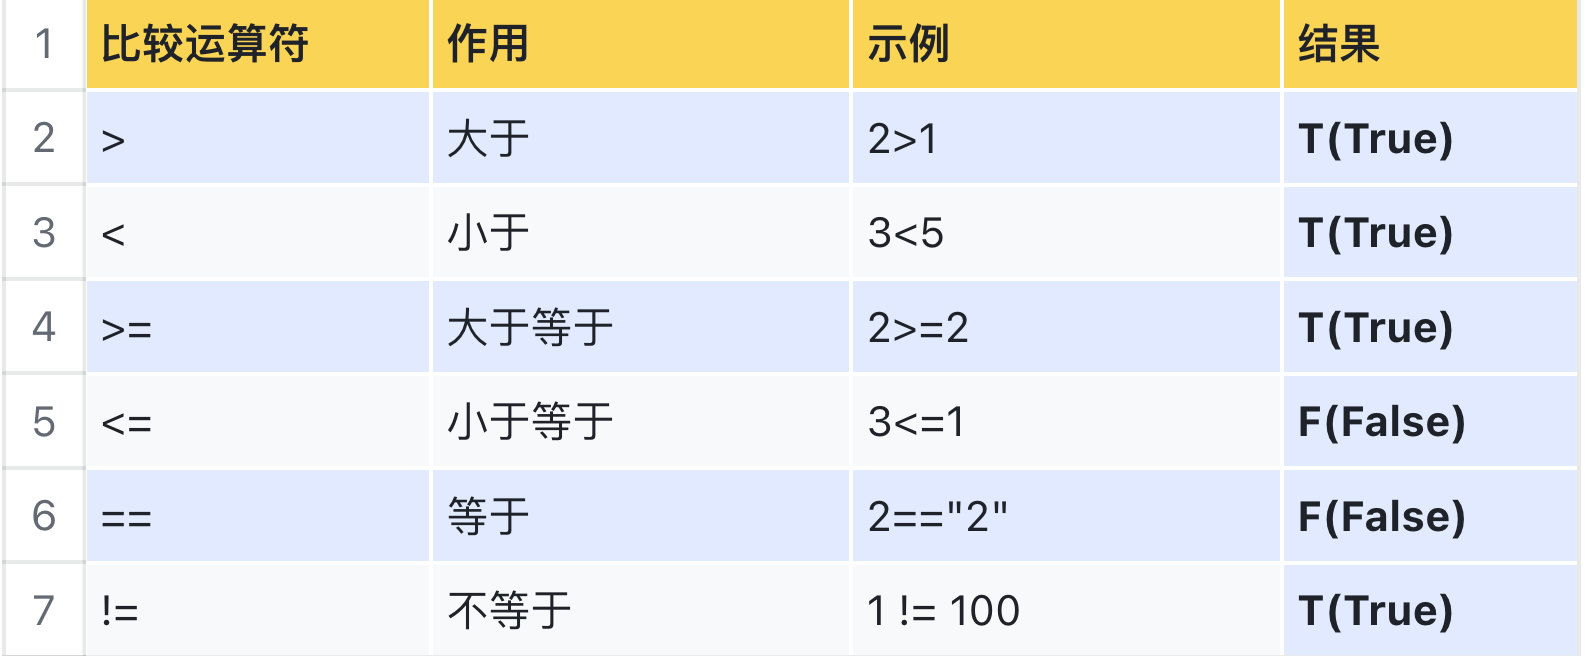 1 比较运算符 作用 示例 结果
2 > 大于 2>1 T(True)
3 < 小于 3<5 T(True)
4 >= 大于等于 2>=2 T(True)
5 <= 小于等于 3<=1 F(False)
6 == 等于 2=="2" F(False)
7 != 不等于 1 != 100 T(True)